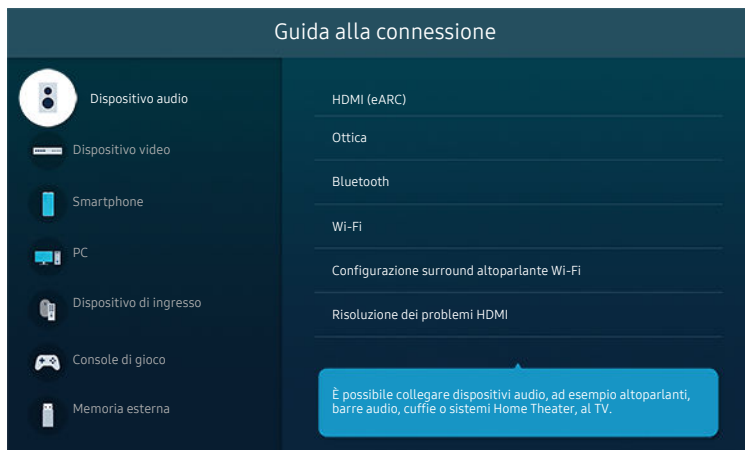 Guida alla connessione
Dispositivo audio
Dispositivo video
Smartphone
PC
Dispositivo di ingresso
Console di gioco
Memoria esterna
HDMI (eARC)
Ottica
Bluetooth
Wi-Fi
Configurazione surround altoparlante Wi-Fi
Risoluzione dei problemi HDMI
È possibile collegare dispositivi audio, ad esempio altoparlanti,
barre audio, cuffie o sistemi Home Theater, al TV.